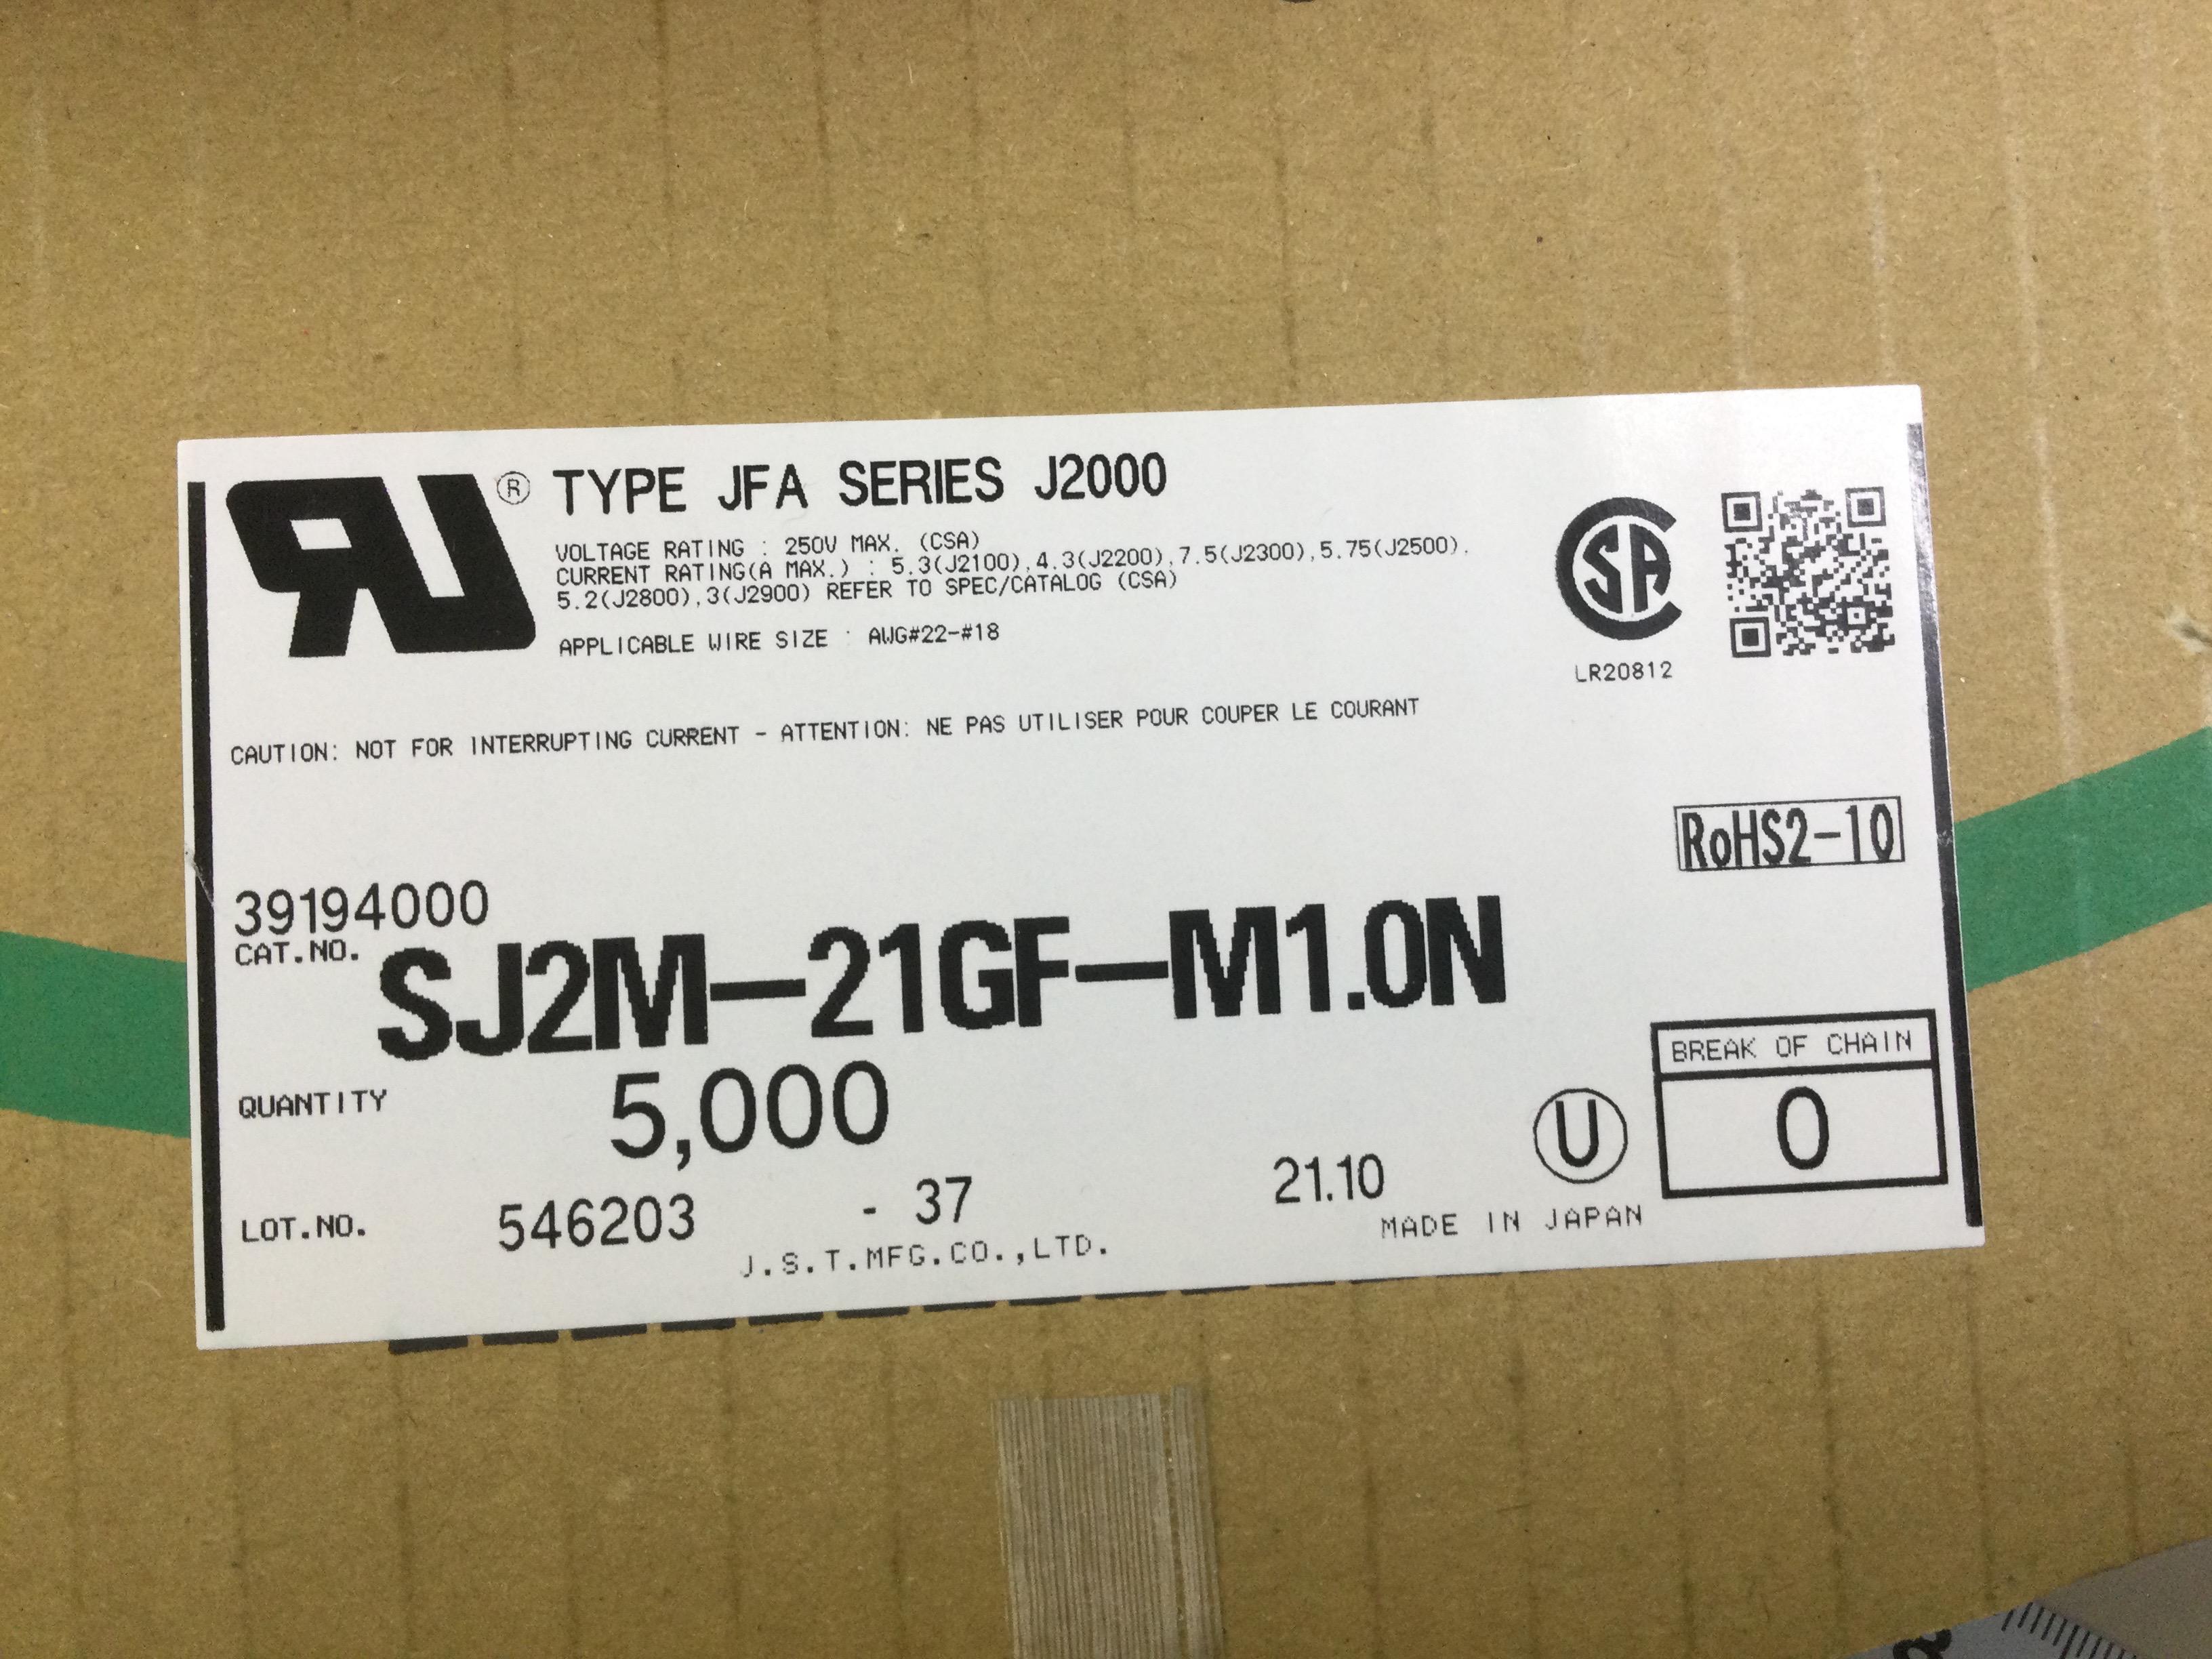 ® TYPE JFA SERIES J2000
VOLTAGE RATING : 250V MAX. (CSA)
CURRENT RATING(A MAX.) : 5.3(J2100),4.3(J2200),7.5(J2300),5.75(J2500),
5.2(J2800),3(J2900) REFER TO SPEC/CATALOG (CSA)
APPLICABLE WIRE SIZE : AWG#22-#18
LR20812
CAUTION: NOT FOR INTERRUPTING CURRENT - ATTENTION: NE PAS UTILISER POUR COUPER LE COURANT
RoHS2-10
39194000
CAT.NO. SJ2M-21GF-M1.0N
BREAK OF CHAIN
0
QUANTITY 5,000
U
LOT.NO. 546203 - 37 21.10
J.S.T.MFG.CO.,LTD. MADE IN JAPAN